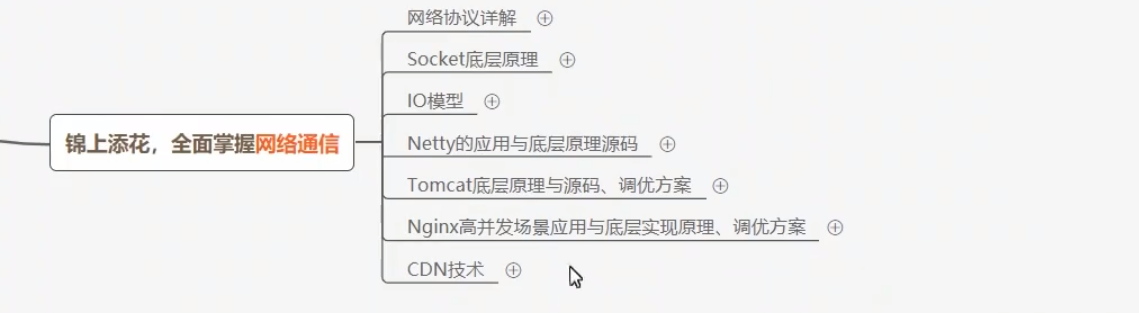 网络协议详解
Socket底层原理
IO模型
锦上添花，全面掌握网络通信
Netty的应用与底层原理源码
Tomcat底层原理与源码、调优方案
Nginx高并发场景应用与底层实现原理、调优方案
CDN技术